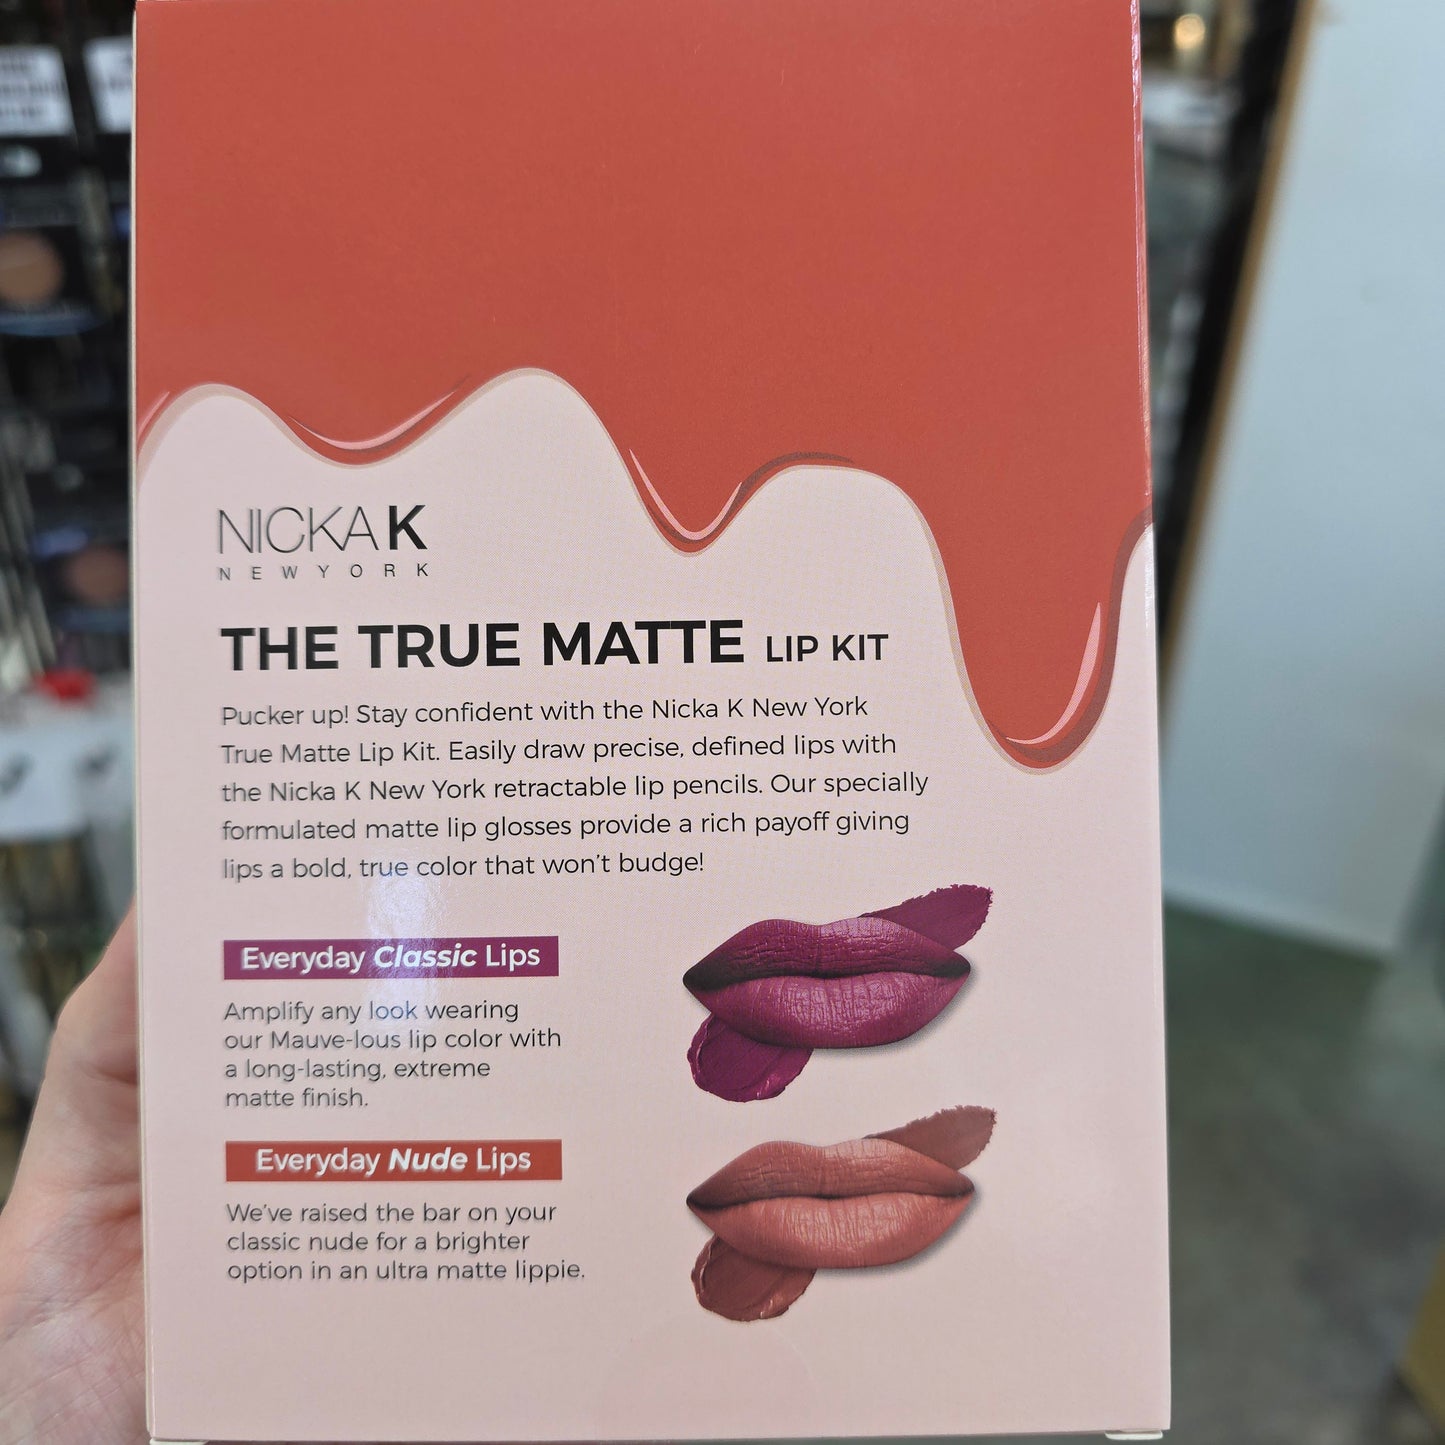 NICKA K
NEW YORK
THE TRUE MATTE LIP KIT
Pucker up! Stay confident with the Nicka K New York
True Matte Lip Kit. Easily draw precise, defined lips with
the Nicka K New York retractable lip pencils. Our specially
formulated matte lip glosses provide a rich payoff giving
lips a bold, true color that won't budge!
Everyday Classic Lips
Amplify any look wearing
our Mauve-lous lip color with
a long-lasting, extreme
matte finish.
Everyday Nude Lips
We've raised the bar on your
classic nude for a brighter
option in an ultra matte lippie.